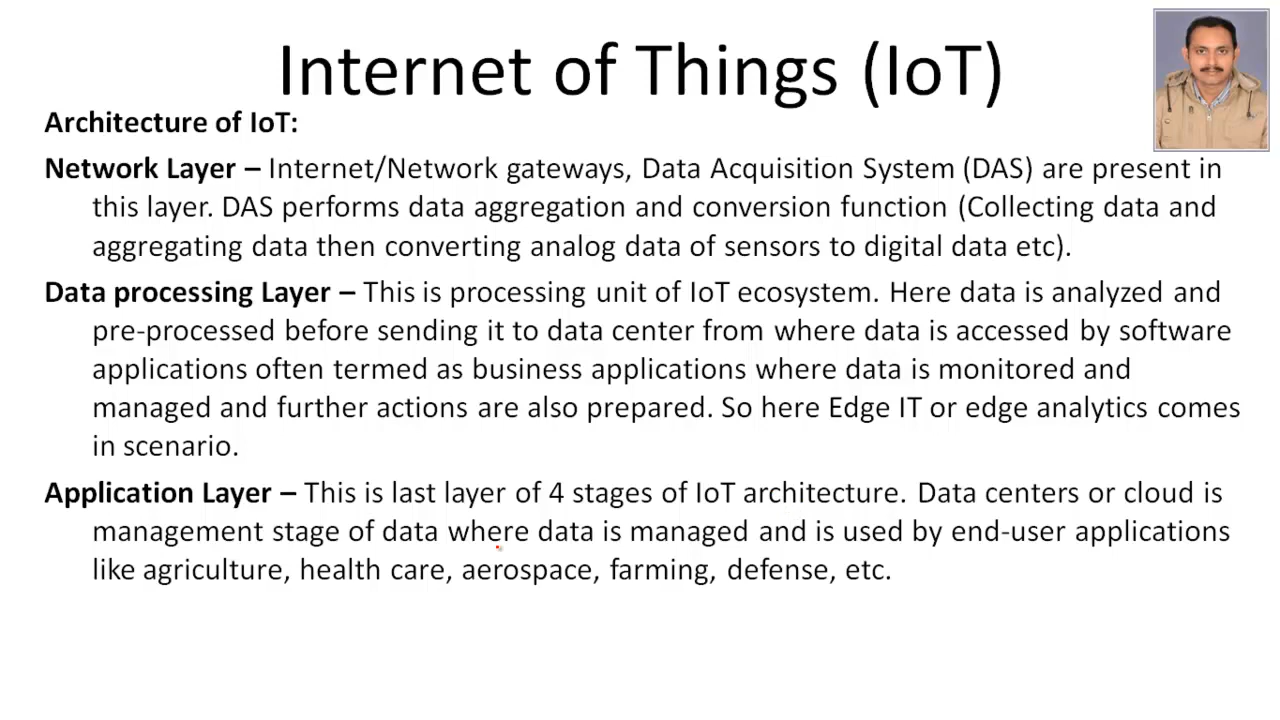 Internet of Things (IoT)
Architecture of IoT:
Network Layer – Internet/Network gateways, Data Acquisition System (DAS) are present in
this layer. DAS performs data aggregation and conversion function (Collecting data and
aggregating data then converting analog data of sensors to digital data etc).
Data processing Layer – This is processing unit of IoT ecosystem. Here data is analyzed and
pre-processed before sending it to data center from where data is accessed by software
applications often termed as business applications where data is monitored and
managed and further actions are also prepared. So here Edge IT or edge analytics comes
in scenario.
Application Layer – This is last layer of 4 stages of IoT architecture. Data centers or cloud is
management stage of data where data is managed and is used by end-user applications
like agriculture, health care, aerospace, farming, defense, etc.